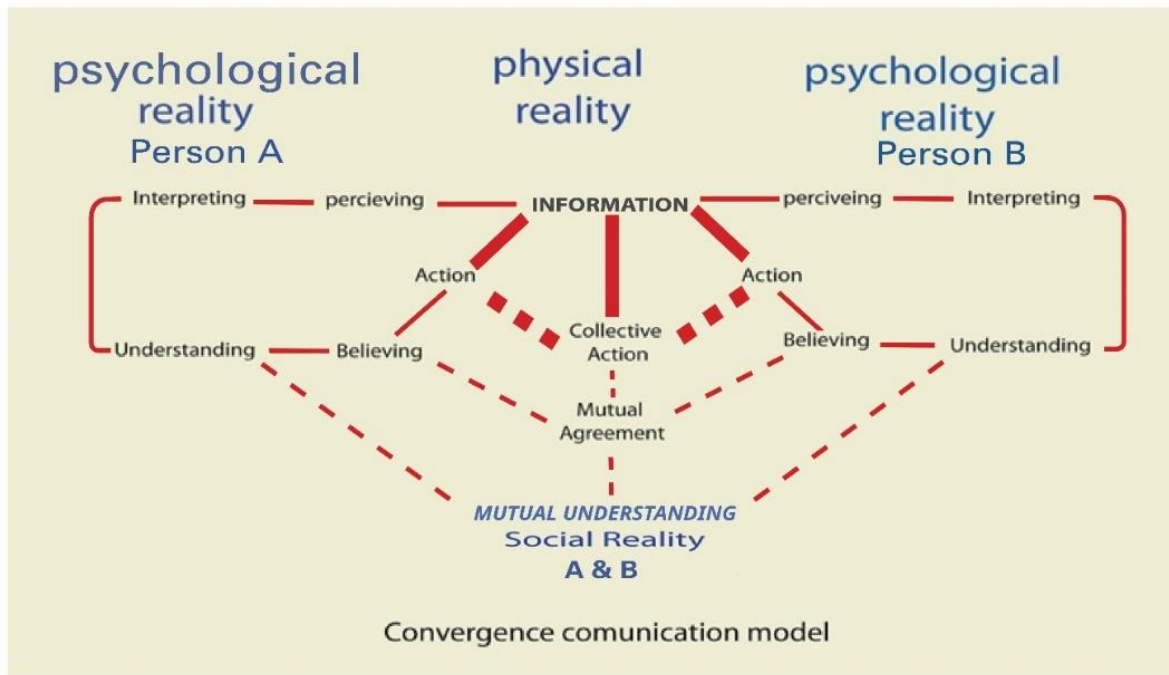 psychological
reality
Person A
physical
reality
psychological
reality
Person B
Interpreting
percieving
INFORMATION
perciveing
Interpreting
Action
Action
Collective
Action
Understanding
Believing
Believing
Understanding
Mutual
Agreement
MUTUAL UNDERSTANDING
Social Reality
A & B
Convergence comunication model